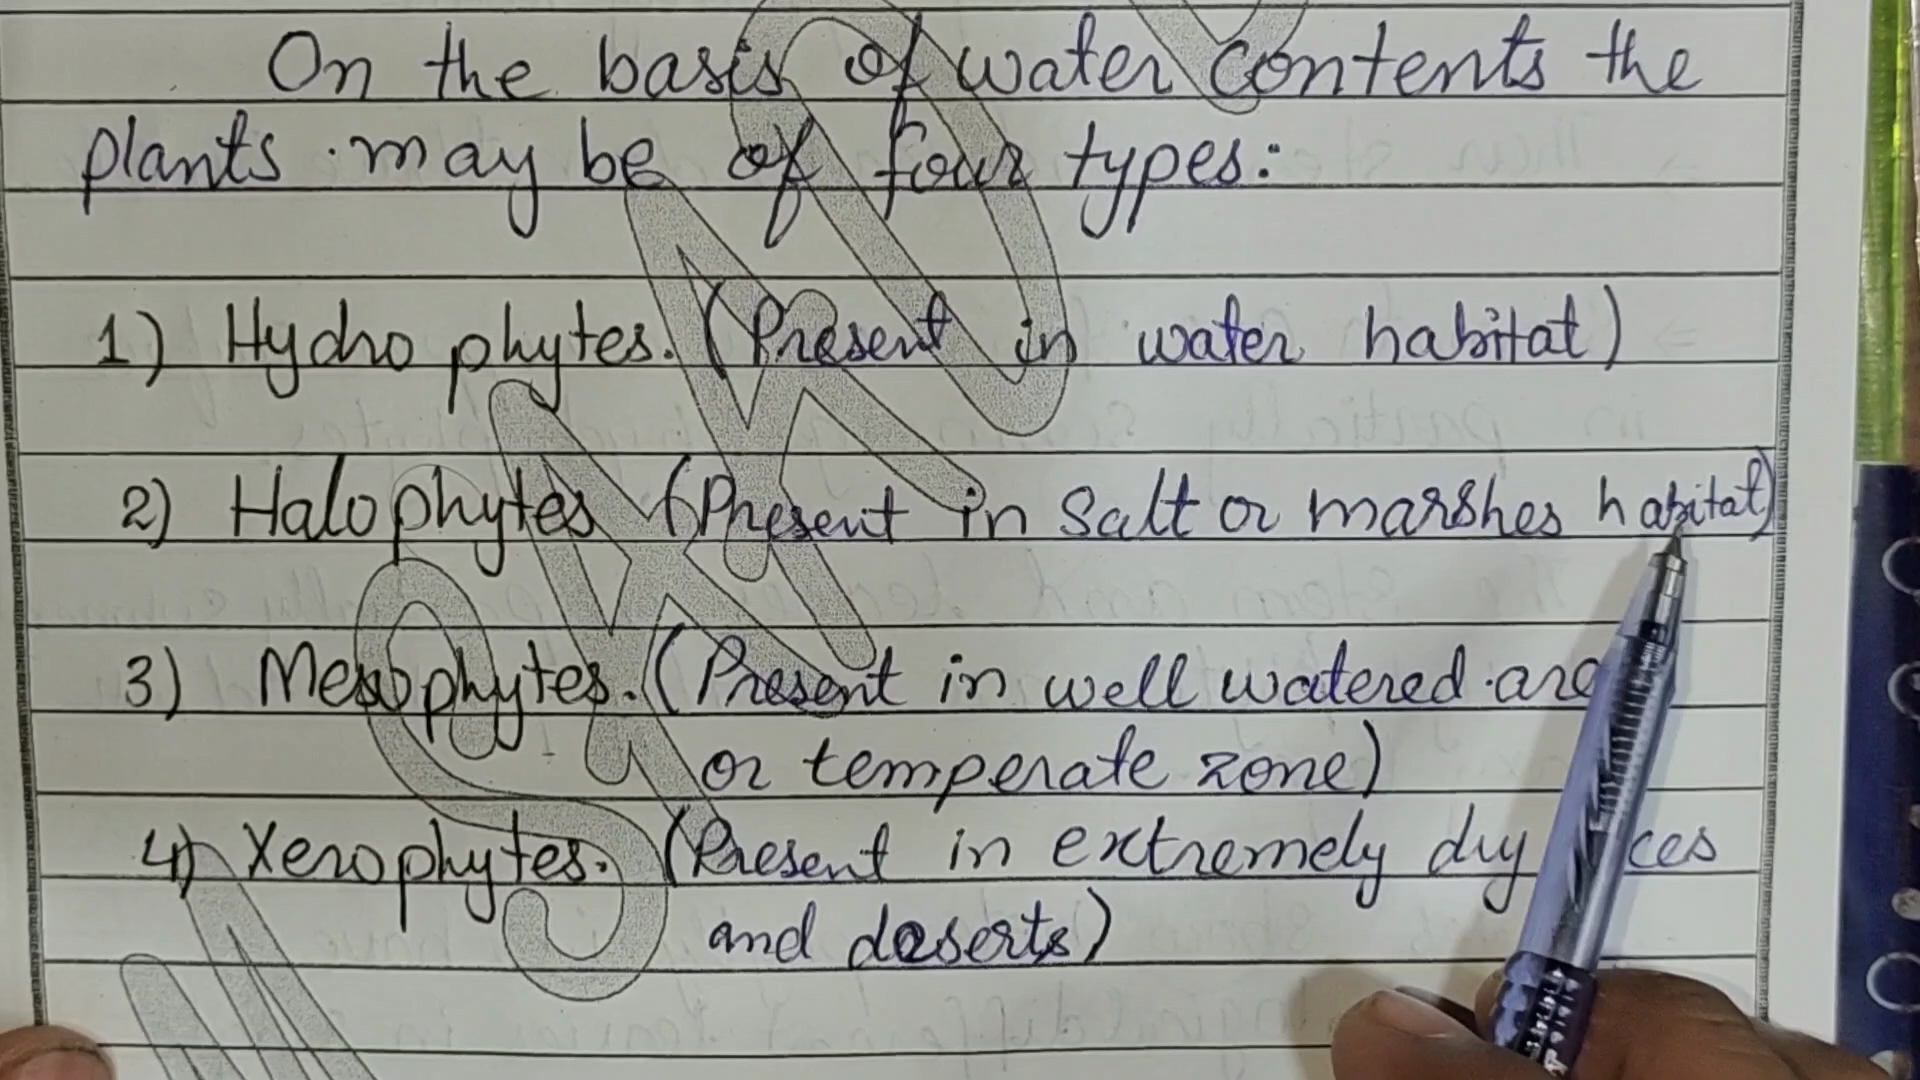 On the basis of water contents the
plants may be of four types:
1) Hydrophytes. (Present in water habitat)
2) Halophytes (Present in Salt or marshes habitat)
3) Mesophytes. (Present in well watered are
or temperate zone)
4) Xerophytes. (Present in extremely dry ces
and deserts)